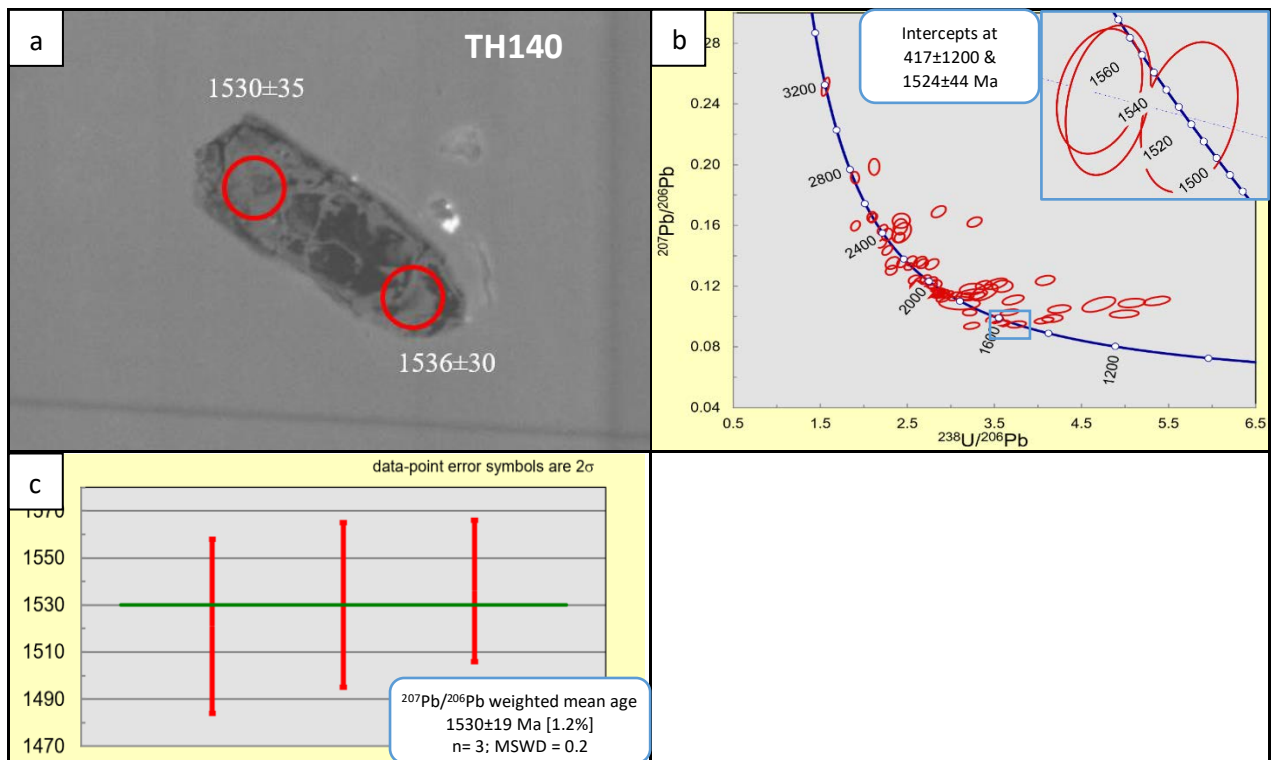 a
TH140
1530±35
1536±30
b
Intercepts at
417±1200 &
1524±44 Ma
0.28
0.24
0.20
0.16
0.12
0.08
0.04
²⁰⁷Pb/²⁰⁶Pb
3200
2800
2400
2000
1600
1200
0.5
1.5
2.5
3.5
4.5
5.5
6.5
²³⁸U/²⁰⁶Pb
1560
1540
1520
1500
c
data-point error symbols are 2σ
1570
1550
1530
1510
1490
1470
²⁰⁷Pb/²⁰⁶Pb weighted mean age
1530±19 Ma [1.2%]
n= 3; MSWD = 0.2